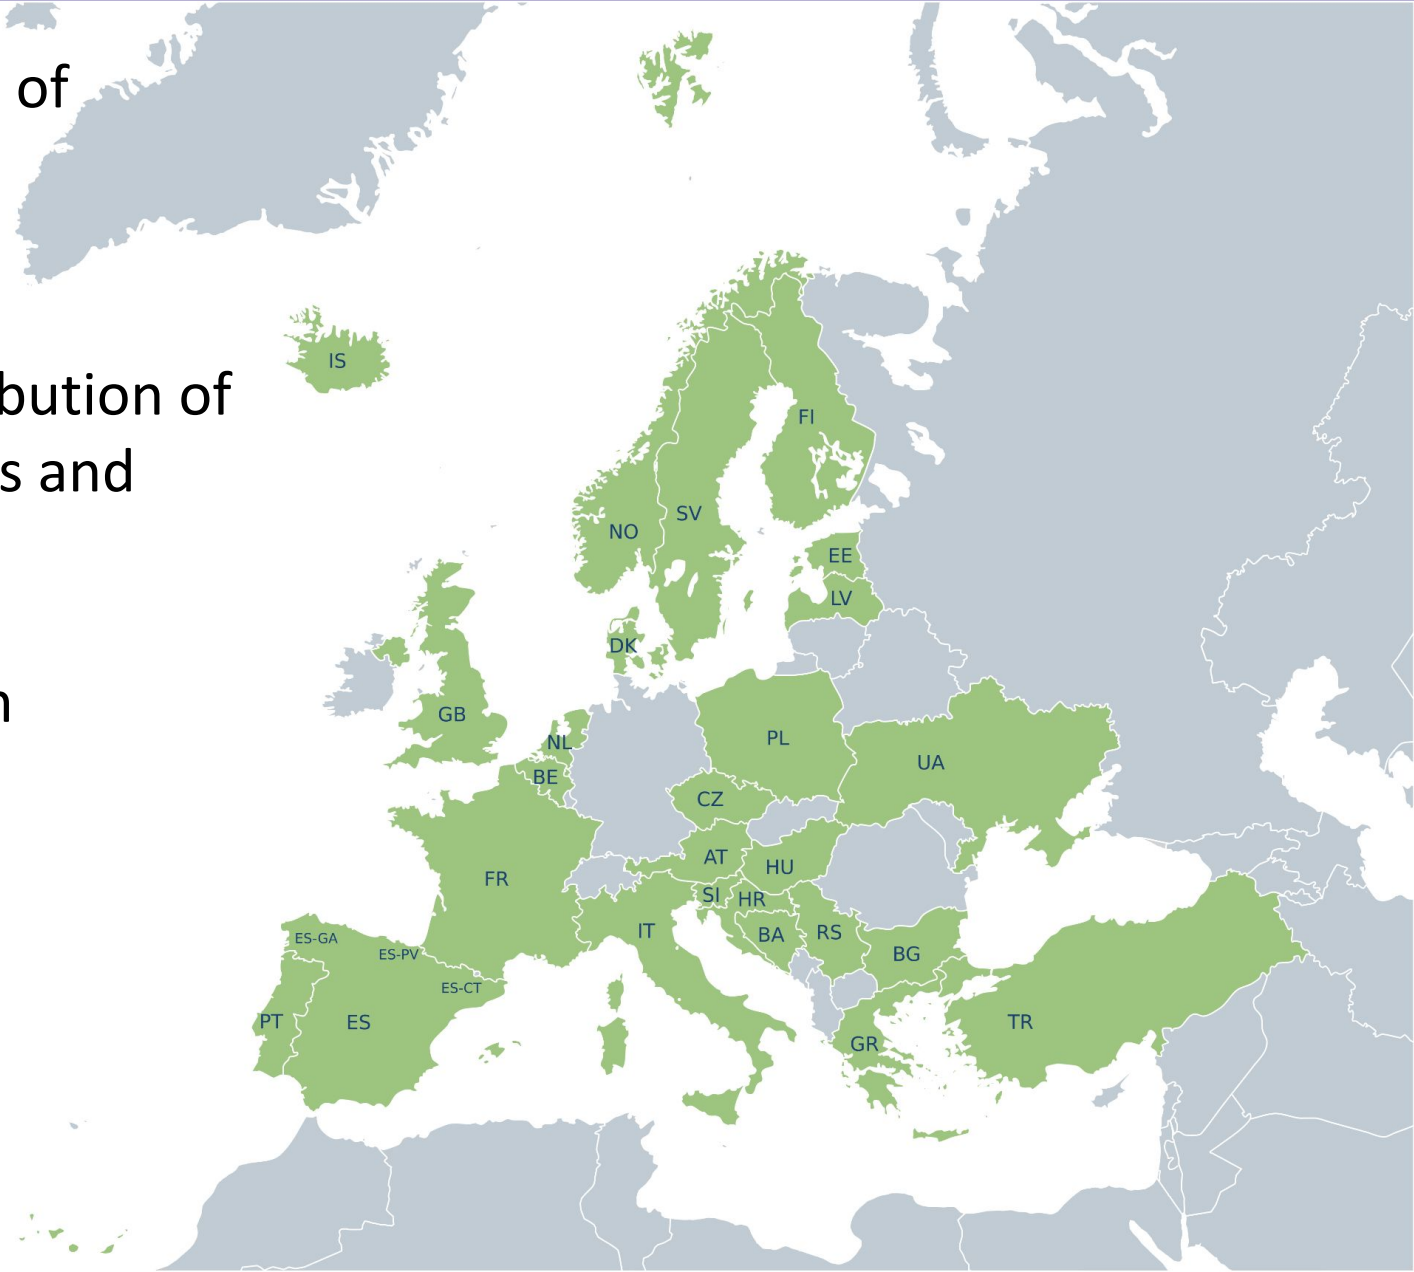 of
bution of
s and
n
IS
FI
SV
NO
EE
LV
DK
GB
NL
PL
BE
UA
CZ
AT
HU
FR
SI
HR
IT
BA
RS
ES-GA
ES-PV
BG
ES-CT
PT
ES
TR
GR